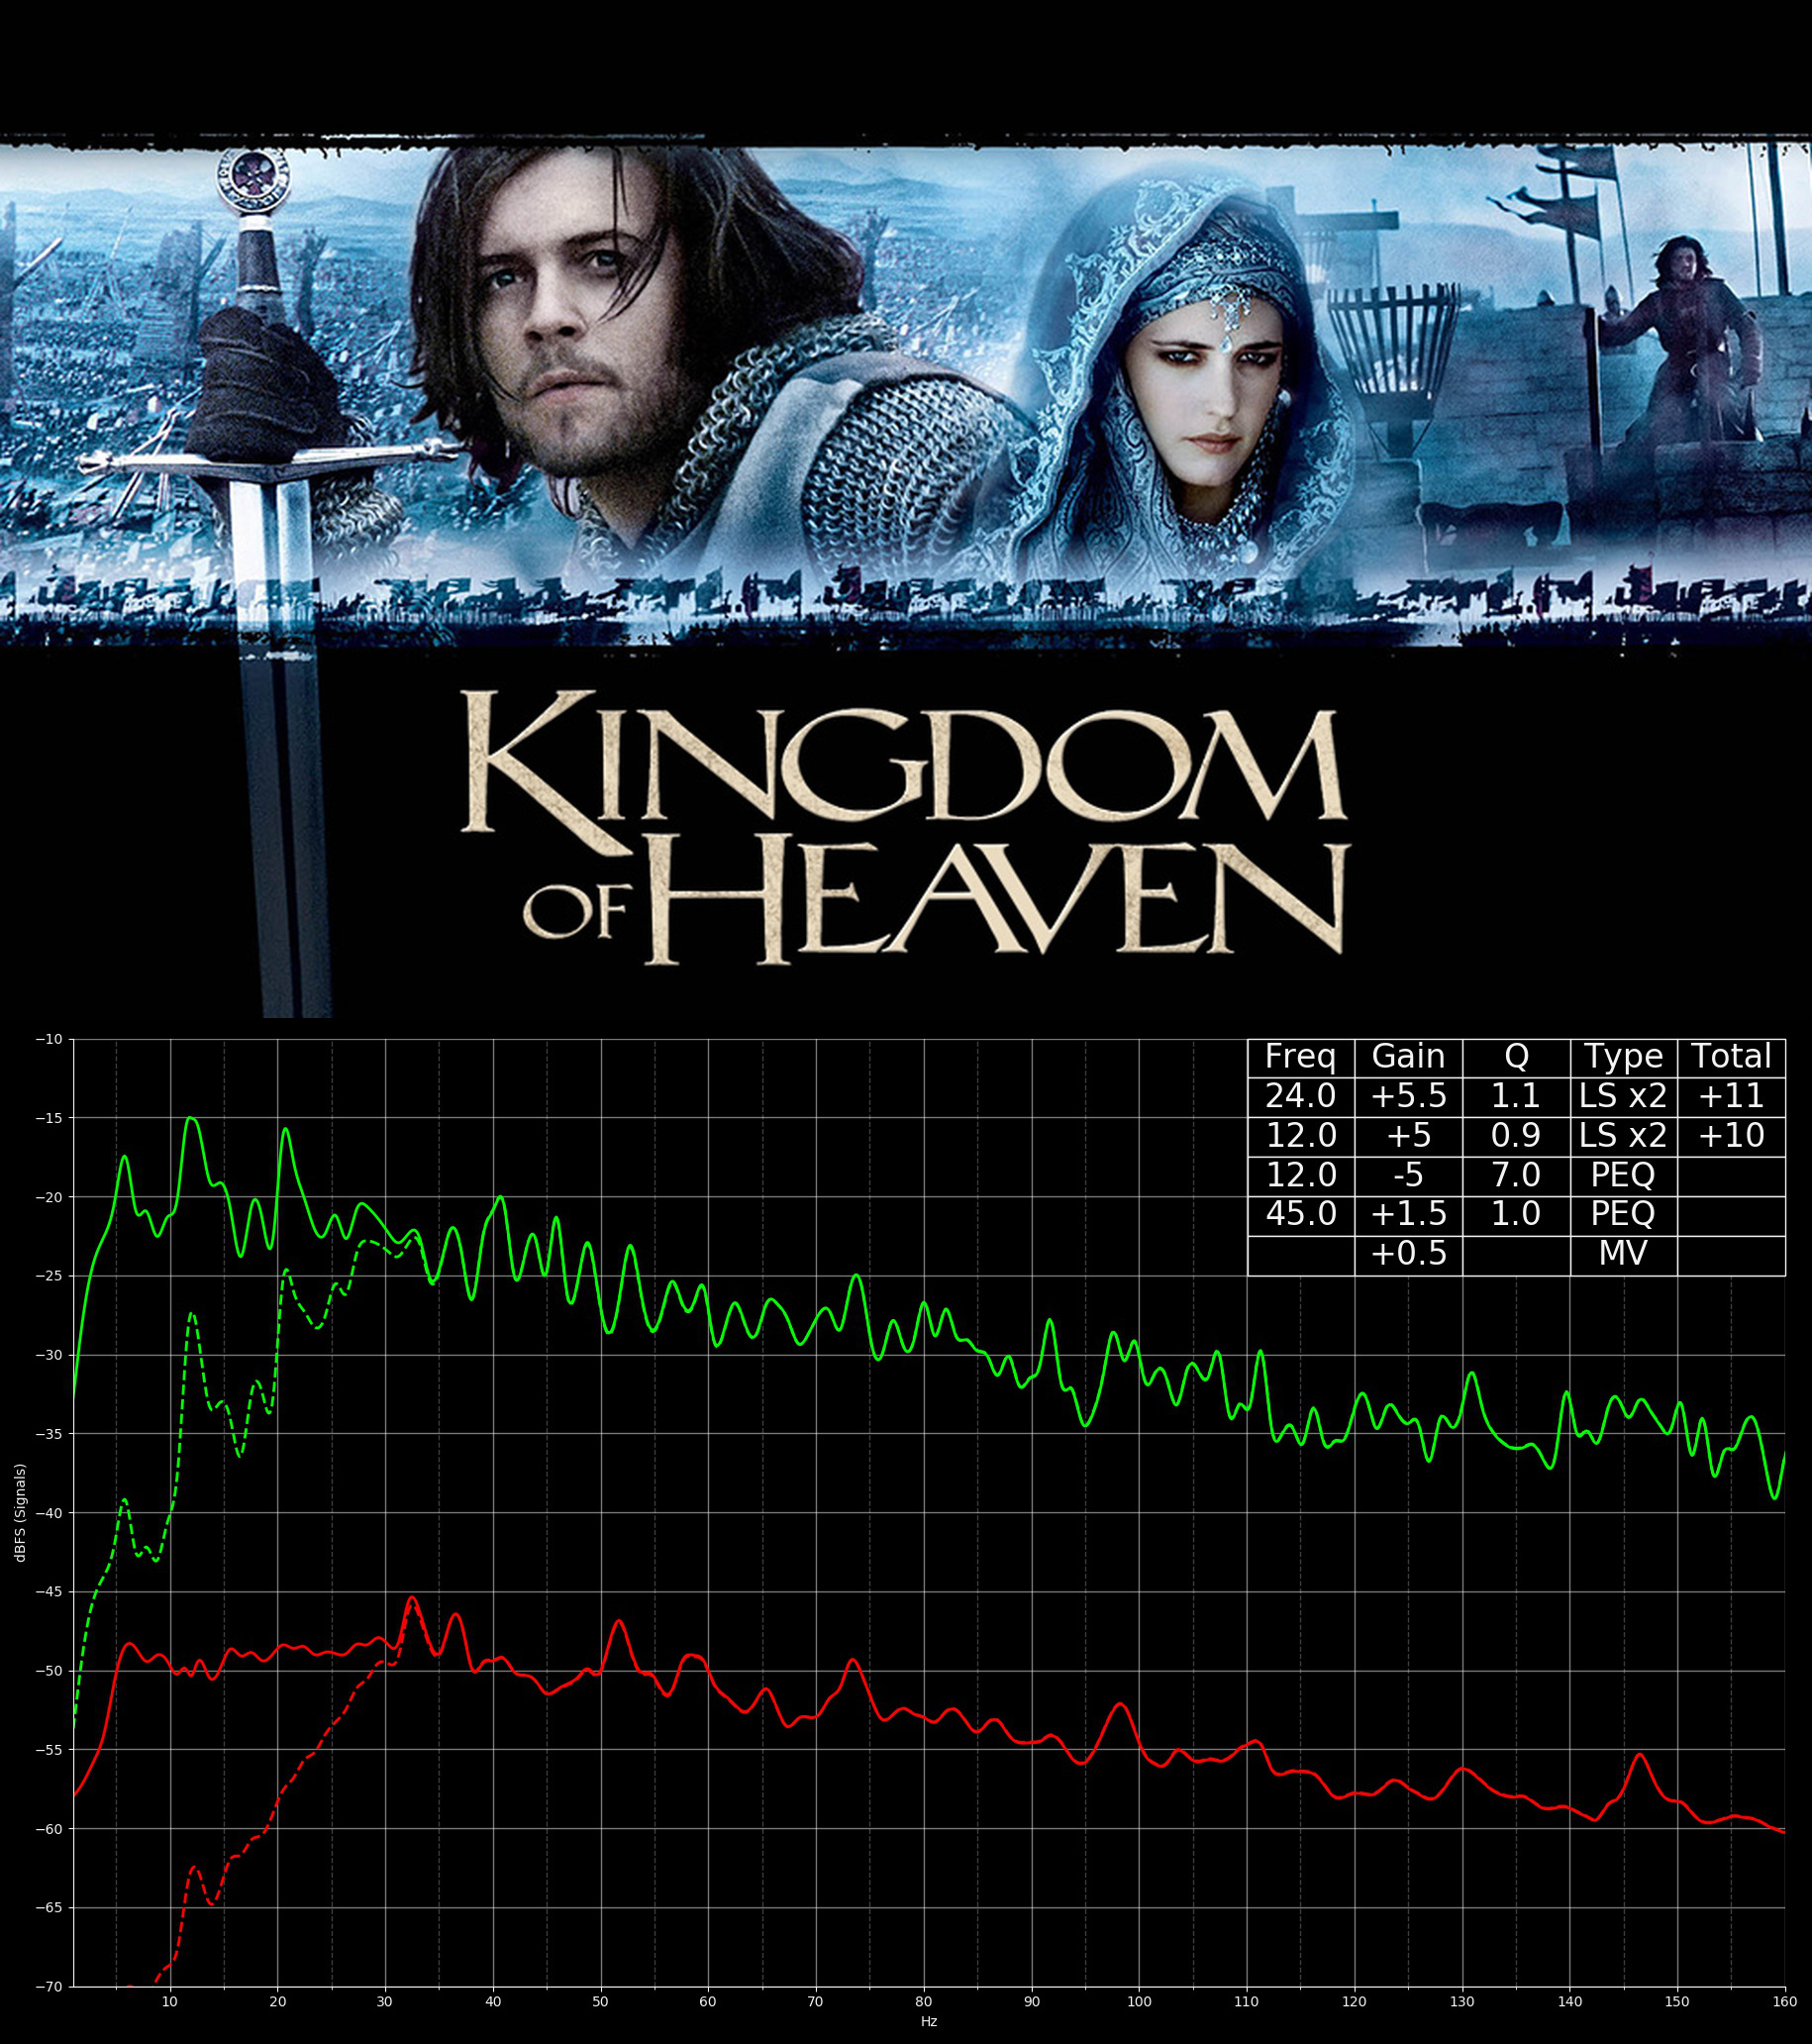 KINGDOM
OF HEAVEN
Freq Gain Q Type Total
24.0 +5.5 1.1 LS x2 +11
12.0 +5 0.9 LS x2 +10
12.0 -5 7.0 PEQ
45.0 +1.5 1.0 PEQ
+0.5 MV
−10
−15
−20
−25
−30
−35
−40
−45
−50
−55
−60
−65
−70
dBFS (Signals)
10 20 30 40 50 60 70 80 90 100 110 120 130 140 150 160
Hz